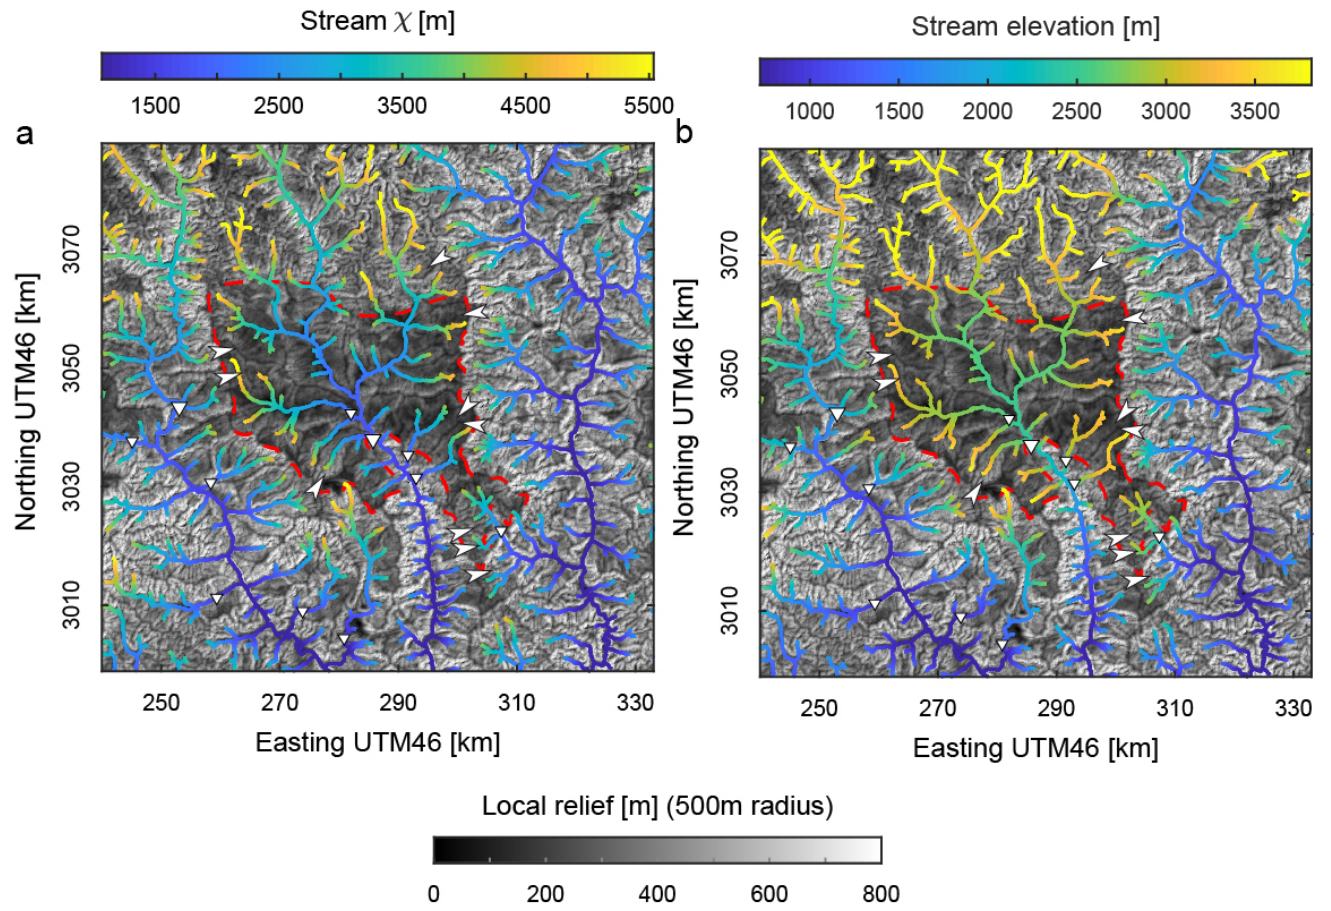 Stream χ [m]
1500 2500 3500 4500 5500
Stream elevation [m]
1000 1500 2000 2500 3000 3500
a
b
3070
3050
3030
3010
Northing UTM46 [km]
250 270 290 310 330
Easting UTM46 [km]
3070
3050
3030
3010
Northing UTM46 [km]
250 270 290 310 330
Easting UTM46 [km]
Local relief [m] (500m radius)
0 200 400 600 800